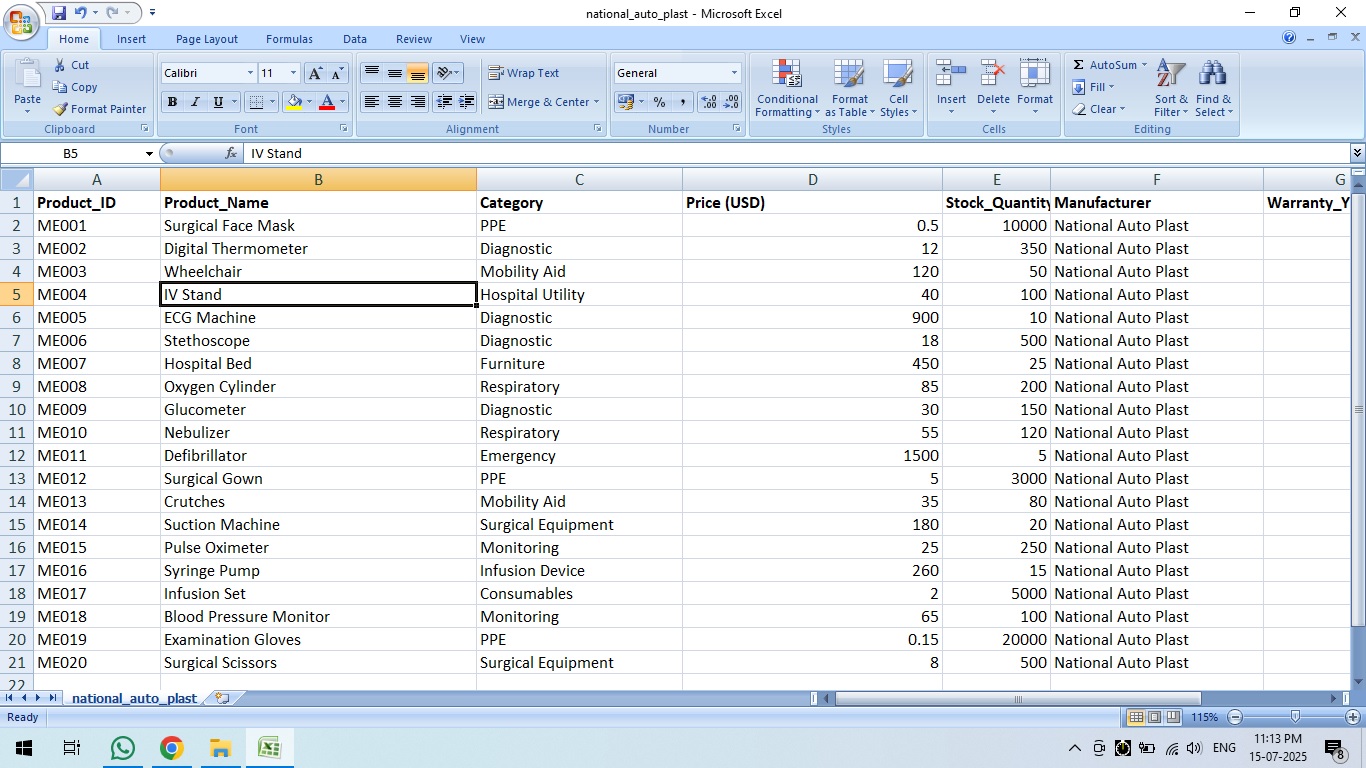 national_auto_plast - Microsoft Excel
Home Insert Page Layout Formulas Data Review View
Paste Cut Copy Format Painter
Calibri 11
B I U A A A
Wrap Text
Merge & Center
General
% ,
Conditional Formatting Format as Table Cell Styles
Insert Delete Format
Σ AutoSum Fill Clear Sort & Filter Find & Select
Clipboard Font Alignment Number Styles Cells Editing
B5 fx IV Stand
A B C D E F G
1 Product_ID Product_Name Category Price (USD) Stock_Quantity Manufacturer Warranty_Y
2 ME001 Surgical Face Mask PPE 0.5 10000 National Auto Plast
3 ME002 Digital Thermometer Diagnostic 12 350 National Auto Plast
4 ME003 Wheelchair Mobility Aid 120 50 National Auto Plast
5 ME004 IV Stand Hospital Utility 40 100 National Auto Plast
6 ME005 ECG Machine Diagnostic 900 10 National Auto Plast
7 ME006 Stethoscope Diagnostic 18 500 National Auto Plast
8 ME007 Hospital Bed Furniture 450 25 National Auto Plast
9 ME008 Oxygen Cylinder Respiratory 85 200 National Auto Plast
10 ME009 Glucometer Diagnostic 30 150 National Auto Plast
11 ME010 Nebulizer Respiratory 55 120 National Auto Plast
12 ME011 Defibrillator Emergency 1500 5 National Auto Plast
13 ME012 Surgical Gown PPE 5 3000 National Auto Plast
14 ME013 Crutches Mobility Aid 35 80 National Auto Plast
15 ME014 Suction Machine Surgical Equipment 180 20 National Auto Plast
16 ME015 Pulse Oximeter Monitoring 25 250 National Auto Plast
17 ME016 Syringe Pump Infusion Device 260 15 National Auto Plast
18 ME017 Infusion Set Consumables 2 5000 National Auto Plast
19 ME018 Blood Pressure Monitor Monitoring 65 100 National Auto Plast
20 ME019 Examination Gloves PPE 0.15 20000 National Auto Plast
21 ME020 Surgical Scissors Surgical Equipment 8 500 National Auto Plast
22
national_auto_plast
Ready 115%
ENG 11:13 PM 8
15-07-2025